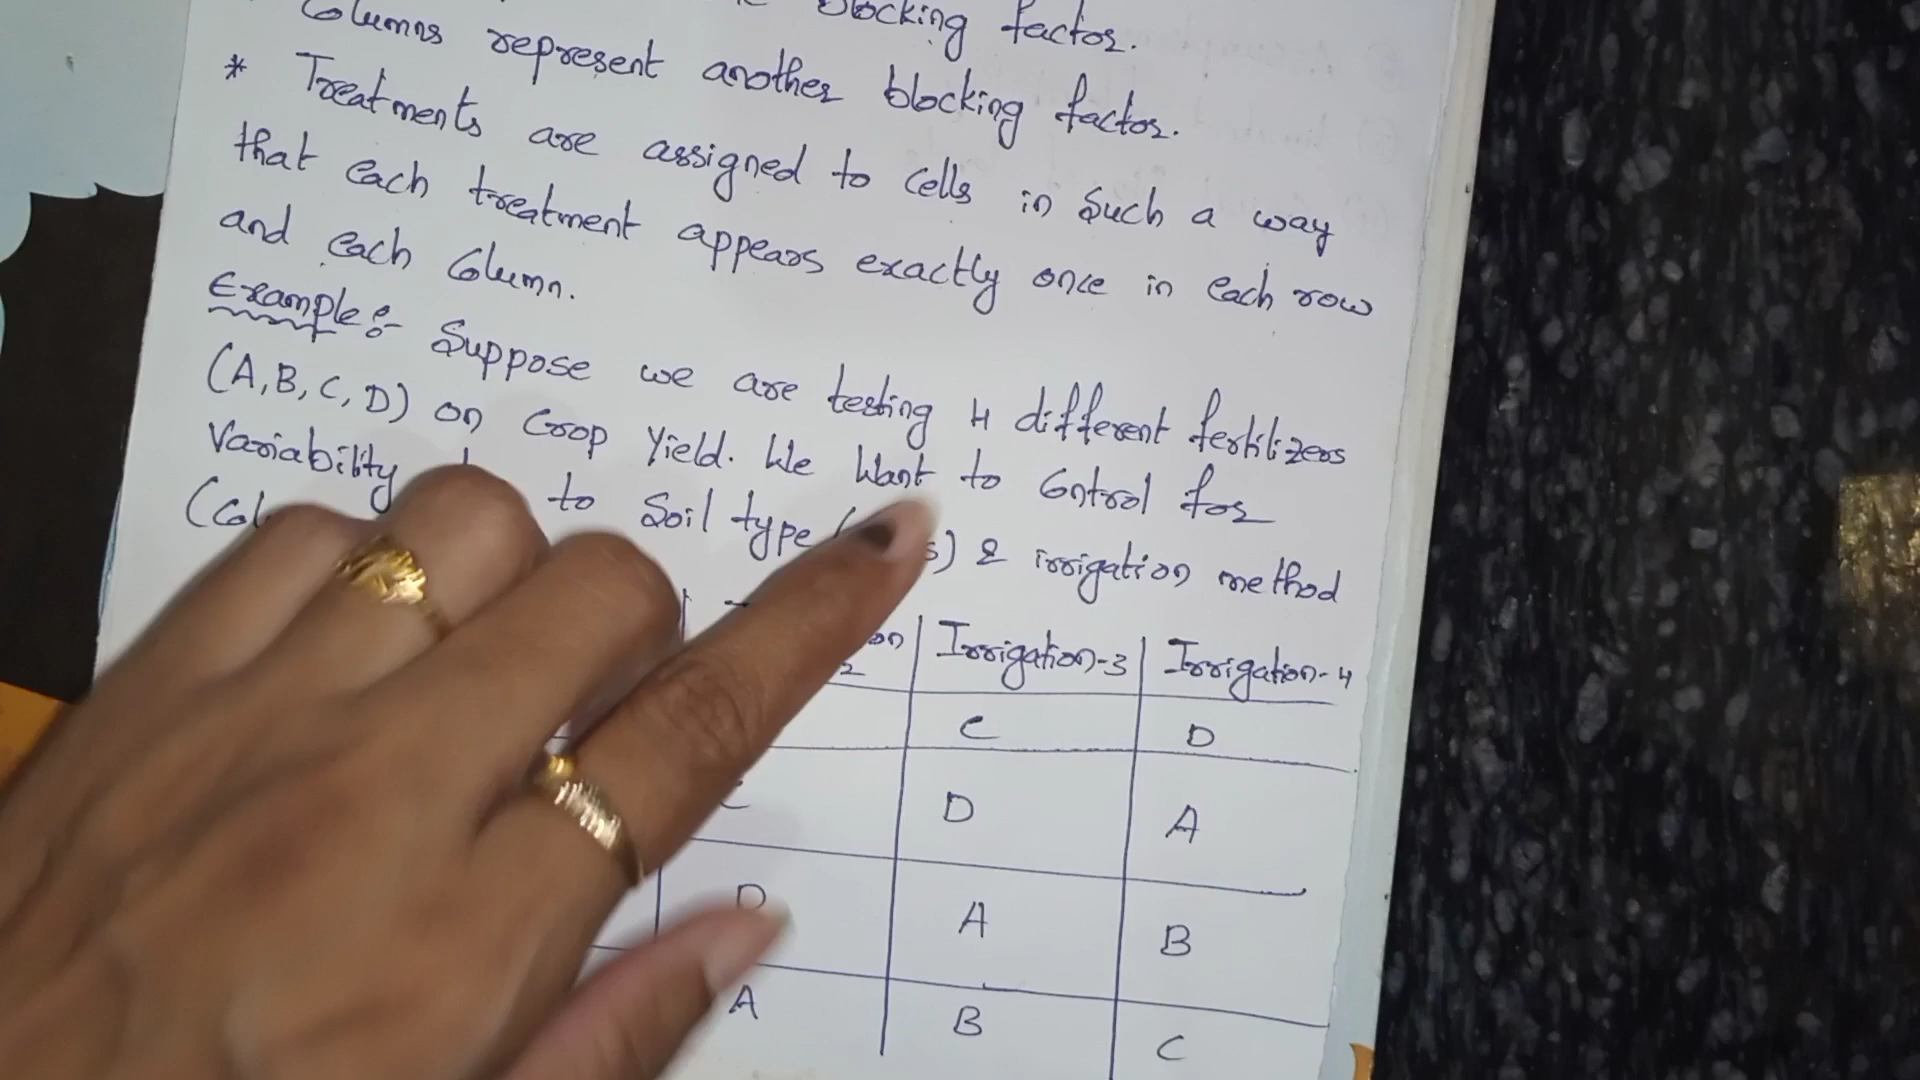 blocking factor.
Columns represent another blocking factor.
* Treatments are assigned to cells in such a way
that each treatment appears exactly once in each row
and each column.
Example:- Suppose we are testing 4 different fertilizers
(A, B, C, D) on crop yield. We want to control for
variability to soil type & irrigation method
Irrigation-3 Irrigation-4
C D
D A
D A B
A B C